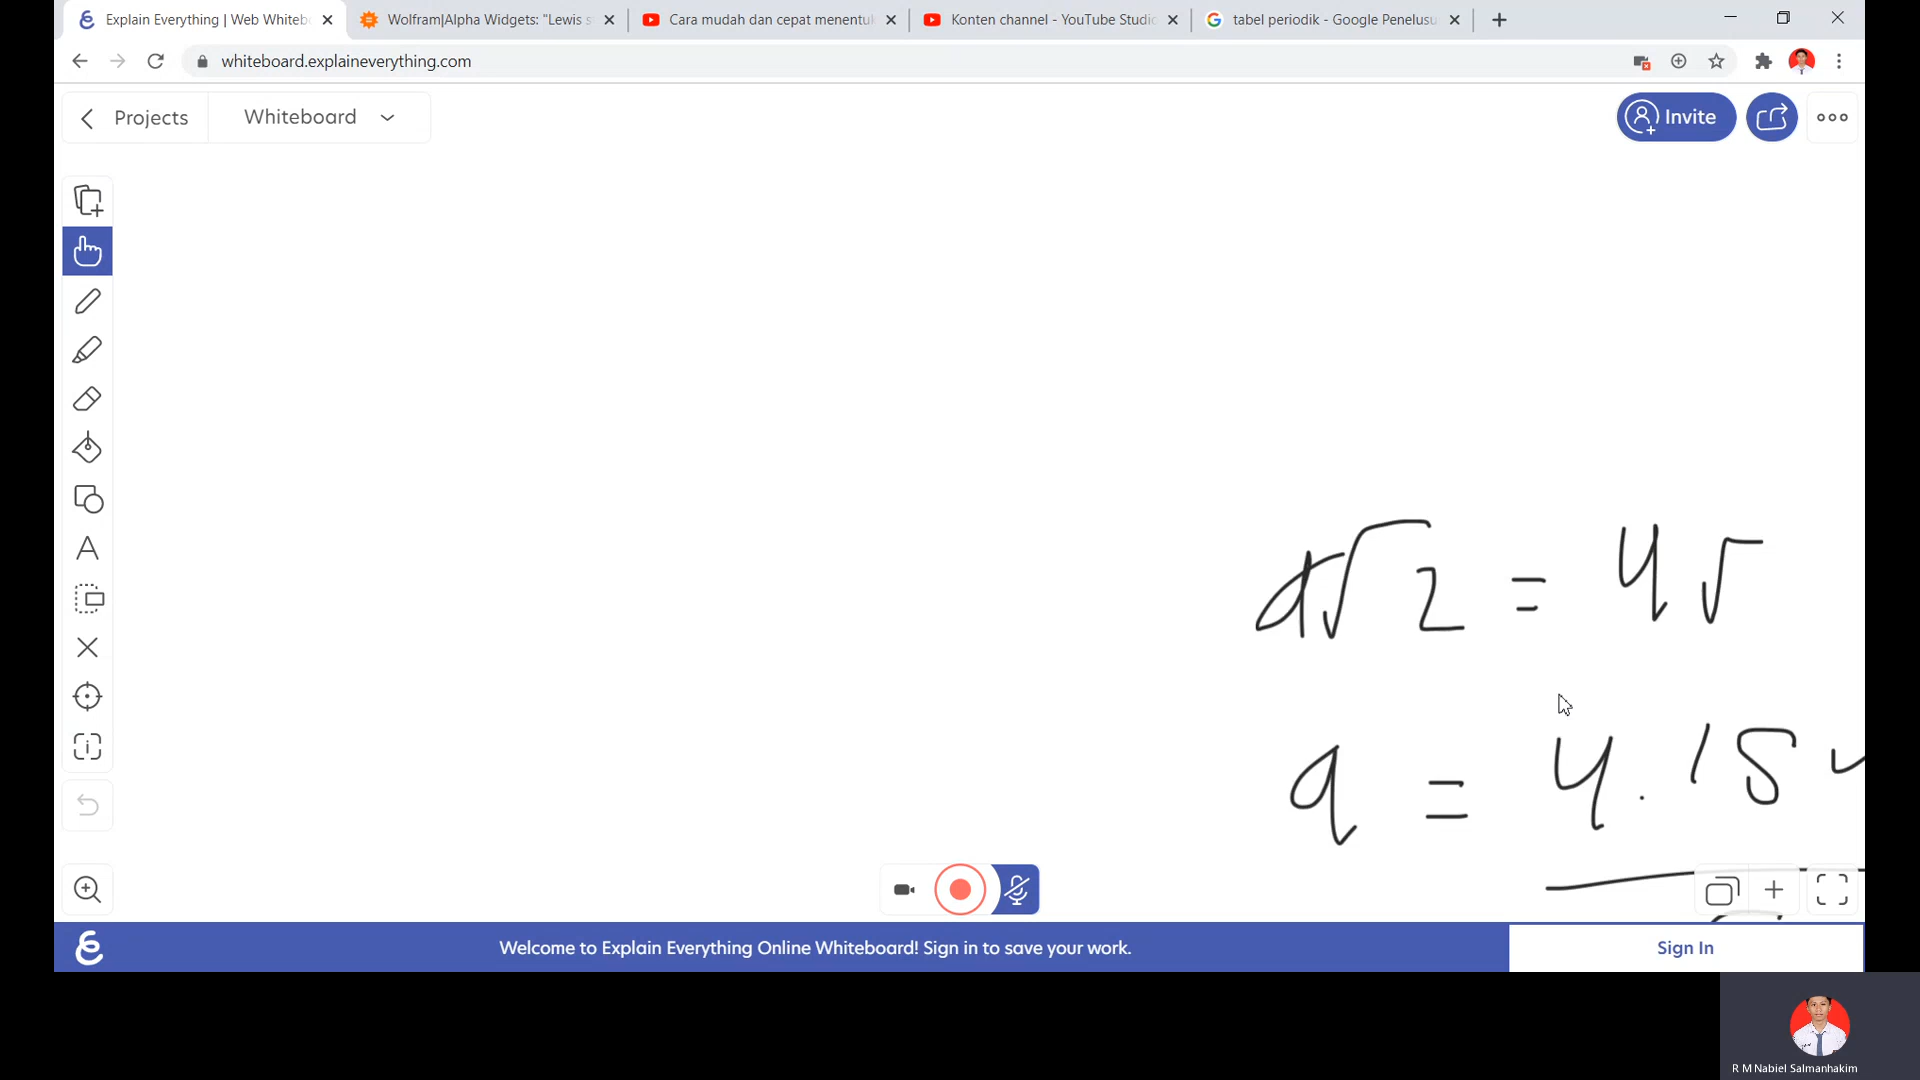 Explain Everything | Web Whiteb
Wolfram|Alpha Widgets: "Lewis s
Cara mudah dan cepat menentuk
Konten channel - YouTube Studio
tabel periodik - Google Penelusu
whiteboard.explaineverything.com
Projects
Whiteboard
Invite
A
a√2 = 4√
a = 4.15
Welcome to Explain Everything Online Whiteboard! Sign in to save your work.
Sign In
R M Nabiel Salmanhakim